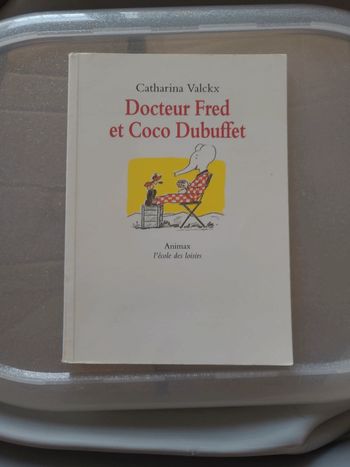 Catharina Valckx
Docteur Fred
et Coco Dubuffet
Animax
l'école des loisirs